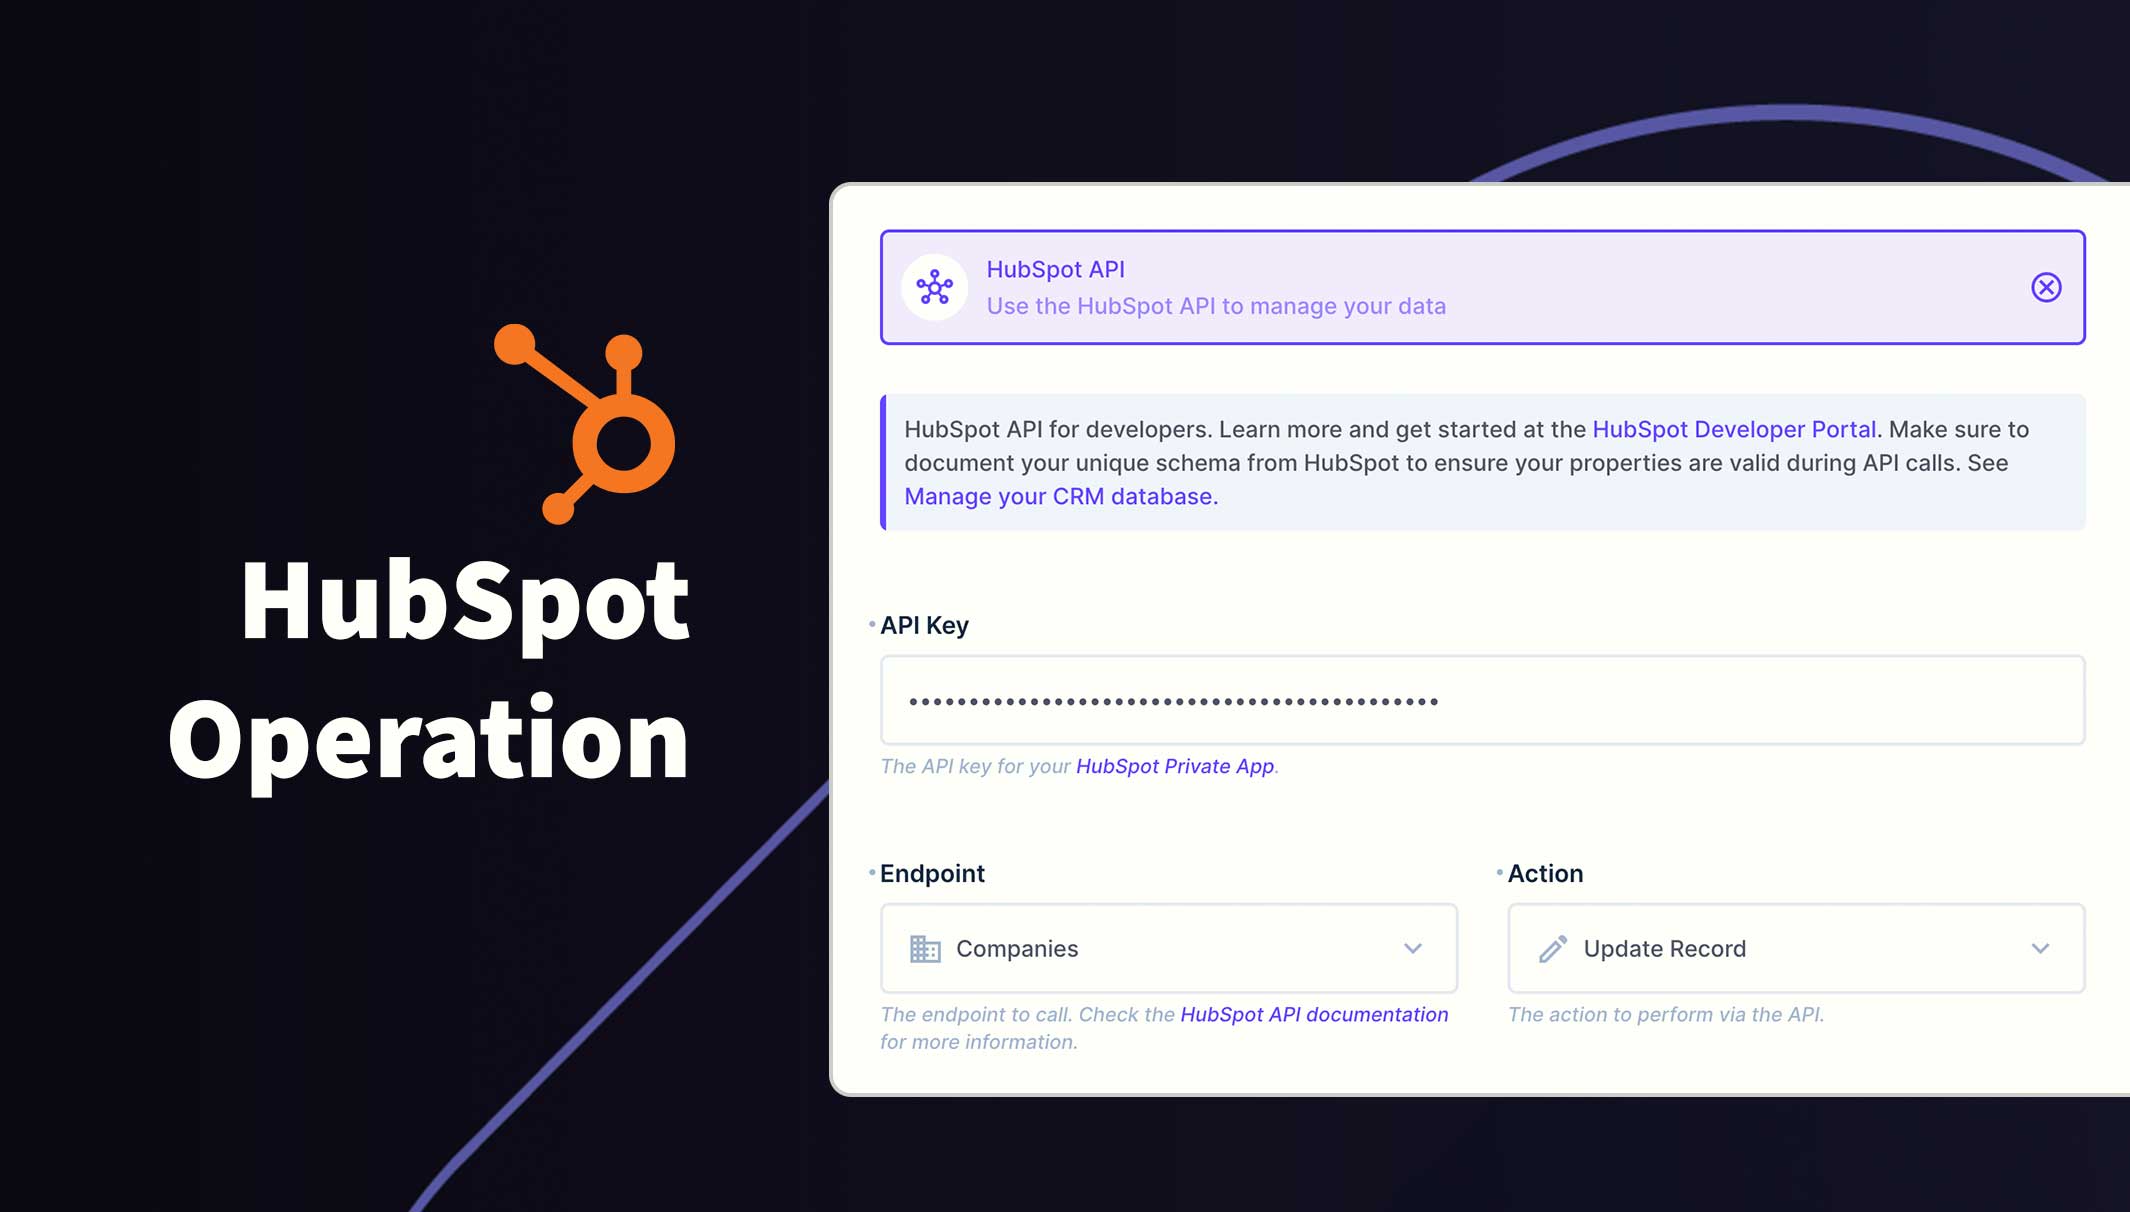 HubSpot
Operation
HubSpot API
Use the HubSpot API to manage your data
HubSpot API for developers. Learn more and get started at the HubSpot Developer Portal. Make sure to
document your unique schema from HubSpot to ensure your properties are valid during API calls. See
Manage your CRM database.
API Key
••••••••••••••••••••••••••••••••••••••••••••
The API key for your HubSpot Private App.
Endpoint
Action
Companies
Update Record
The endpoint to call. Check the HubSpot API documentation
for more information.
The action to perform via the API.